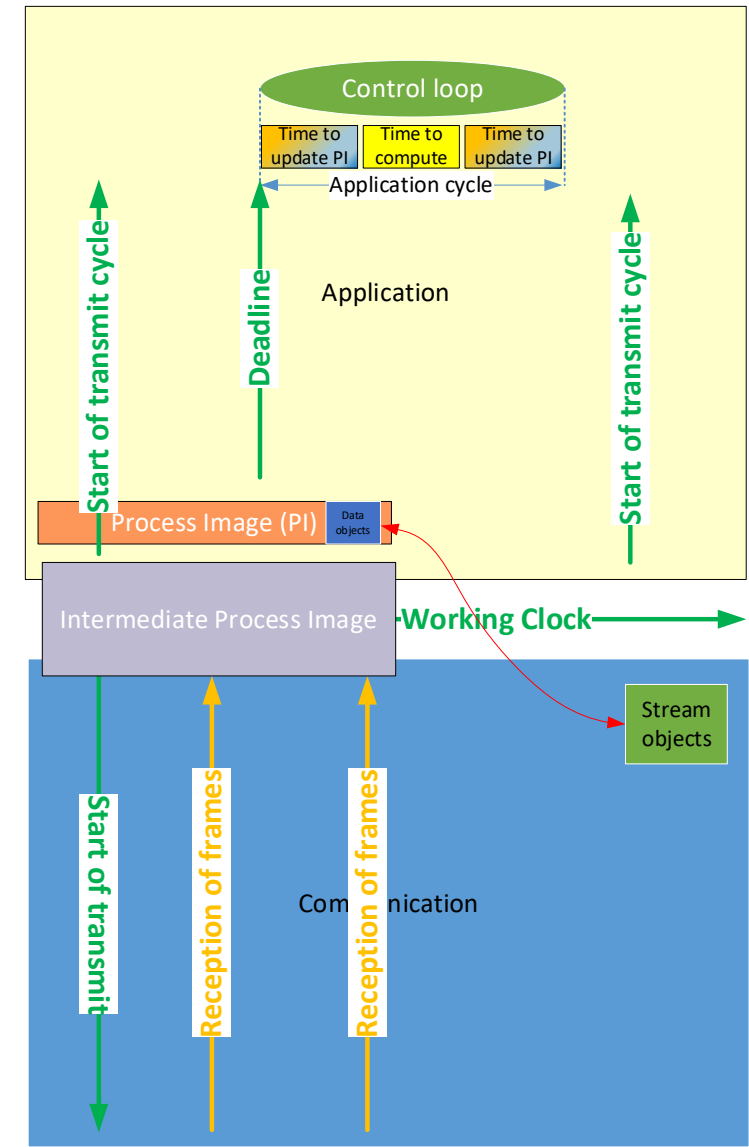 Control loop
Time to
update PI
Time to
compute
Time to
update PI
Application cycle
Start of transmit cycle
Deadline
Application
Start of transmit cycle
Process Image (PI)
Data
objects
Intermediate Process Image
Working Clock
Stream
objects
Start of transmit
Reception of frames
Reception of frames